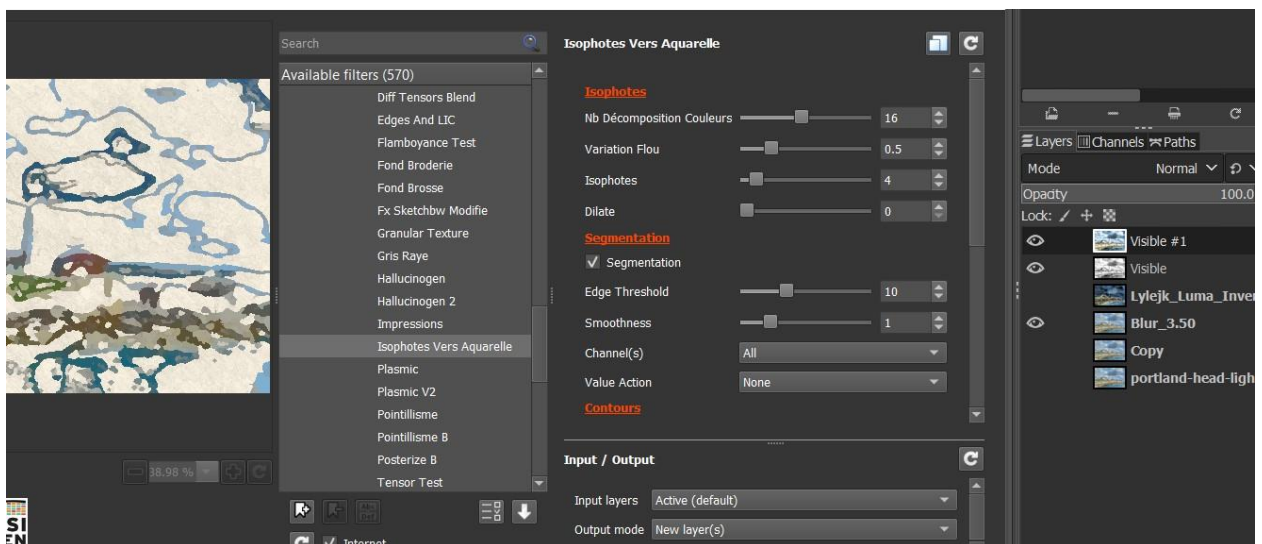 Search
Available filters (570)
Diff Tensors Blend
Edges And LIC
Flamboyance Test
Fond Broderie
Fond Brosse
Fx Sketchbw Modifie
Granular Texture
Gris Raye
Hallucinogen
Hallucinogen 2
Impressions
Isophotes Vers Aquarelle
Plasmic
Plasmic V2
Pointillisme
Pointillisme B
Posterize B
Tensor Test
Internet
38.98 %
SI
EN
Isophotes Vers Aquarelle
Isophotes
Nb Décomposition Couleurs 16
Variation Flou 0.5
Isophotes 4
Dilate 0
Segmentation
Segmentation
Edge Threshold 10
Smoothness 1
Channel(s) All
Value Action None
Contours
Input / Output
Input layers Active (default)
Output mode New layer(s)
Layers Channels Paths
Mode Normal
Opacity 100.0
Lock:
Visible #1
Visible
Lylejk_Luma_Inver
Blur_3.50
Copy
portland-head-ligh